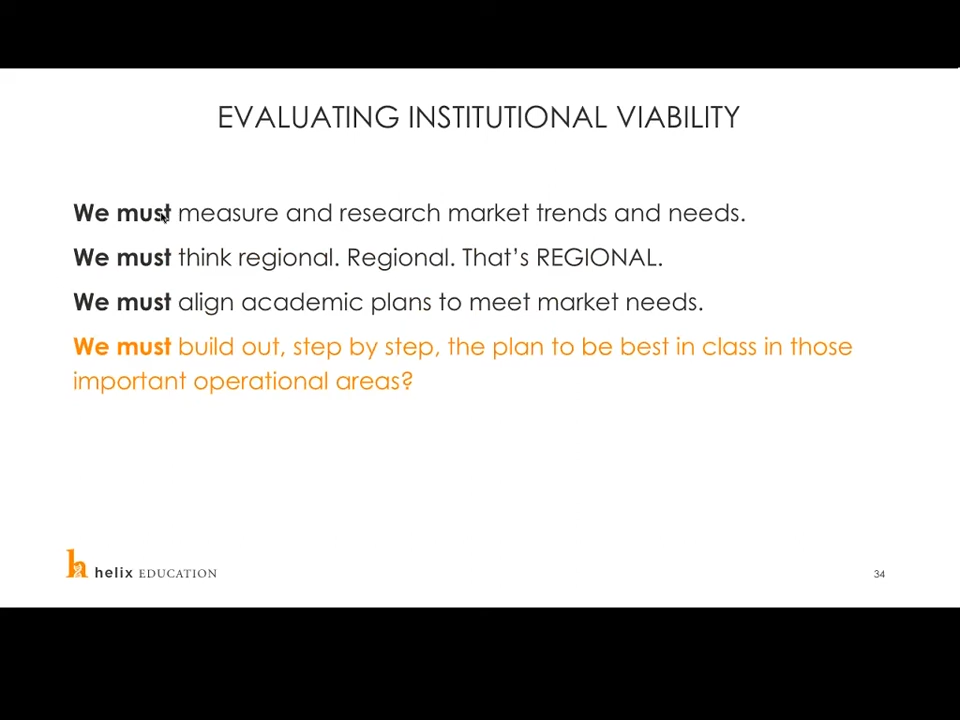 EVALUATING INSTITUTIONAL VIABILITY
We must measure and research market trends and needs.
We must think regional. Regional. That’s REGIONAL.
We must align academic plans to meet market needs.
We must build out, step by step, the plan to be best in class in those
important operational areas?
h helix EDUCATION
34